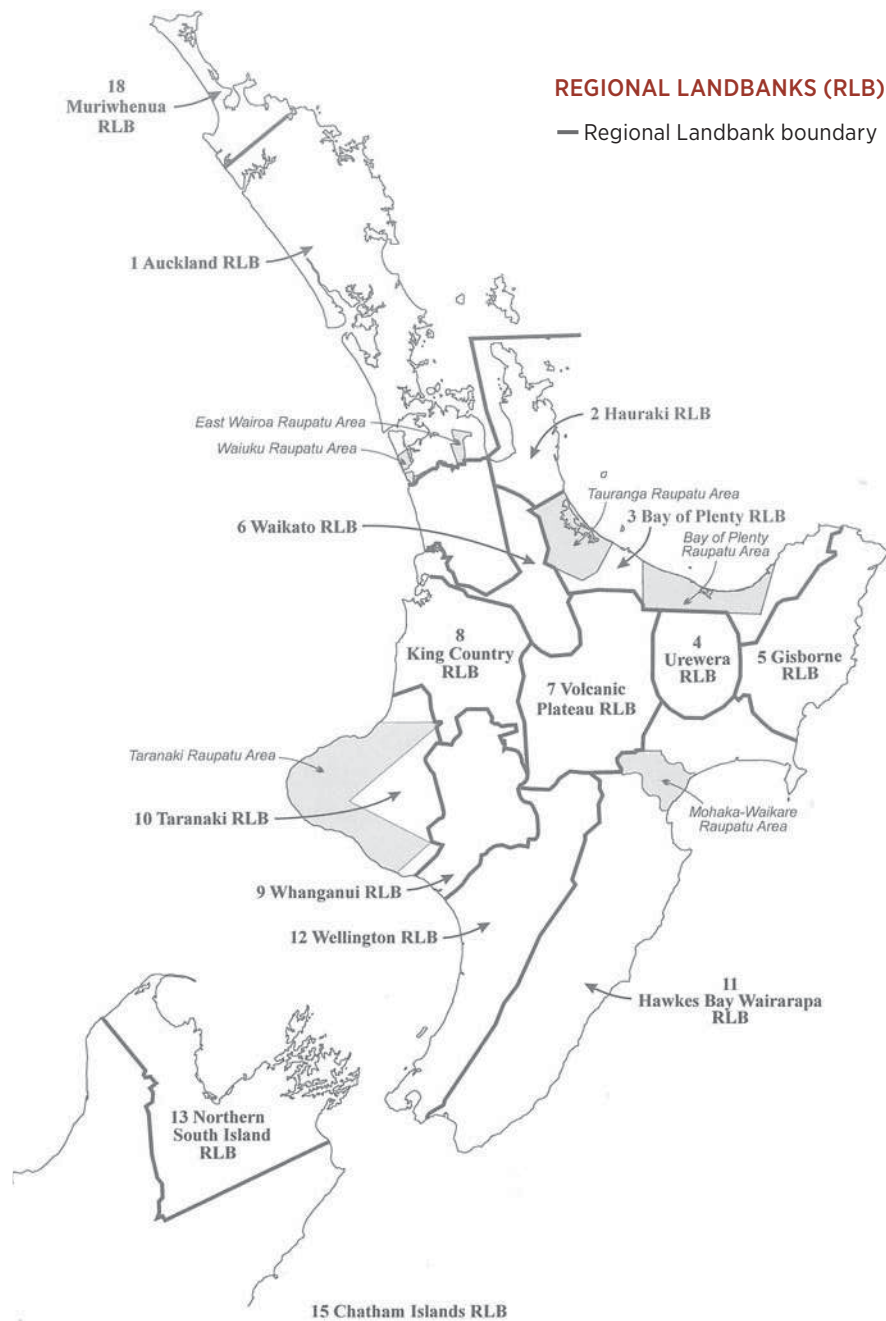 REGIONAL LANDBANKS (RLB)
Regional Landbank boundary
18
Muriwhenua
RLB
1 Auckland RLB
East Wairoa Raupatu Area
Waiuku Raupatu Area
2 Hauraki RLB
Tauranga Raupatu Area
3 Bay of Plenty RLB
Bay of Plenty
Raupatu Area
6 Waikato RLB
8
King Country
RLB
7 Volcanic
Plateau RLB
4
Urewera
RLB
5 Gisborne
RLB
Taranaki Raupatu Area
10 Taranaki RLB
Mohaka-Waikare
Raupatu Area
9 Whanganui RLB
12 Wellington RLB
11
Hawkes Bay Wairarapa
RLB
13 Northern
South Island
RLB
15 Chatham Islands RLB